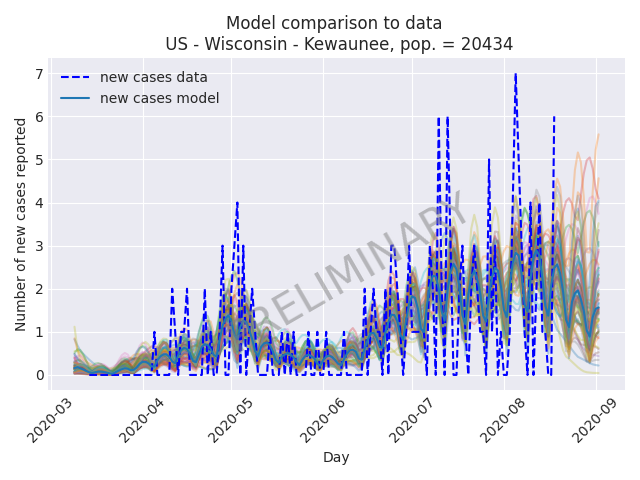 Model comparison to data
US - Wisconsin - Kewaunee, pop. = 20434
new cases data
new cases model
Number of new cases reported
7
6
5
4
3
2
1
0
PRELIMINARY
2020-03
2020-04
2020-05
2020-06
2020-07
2020-08
2020-09
Day